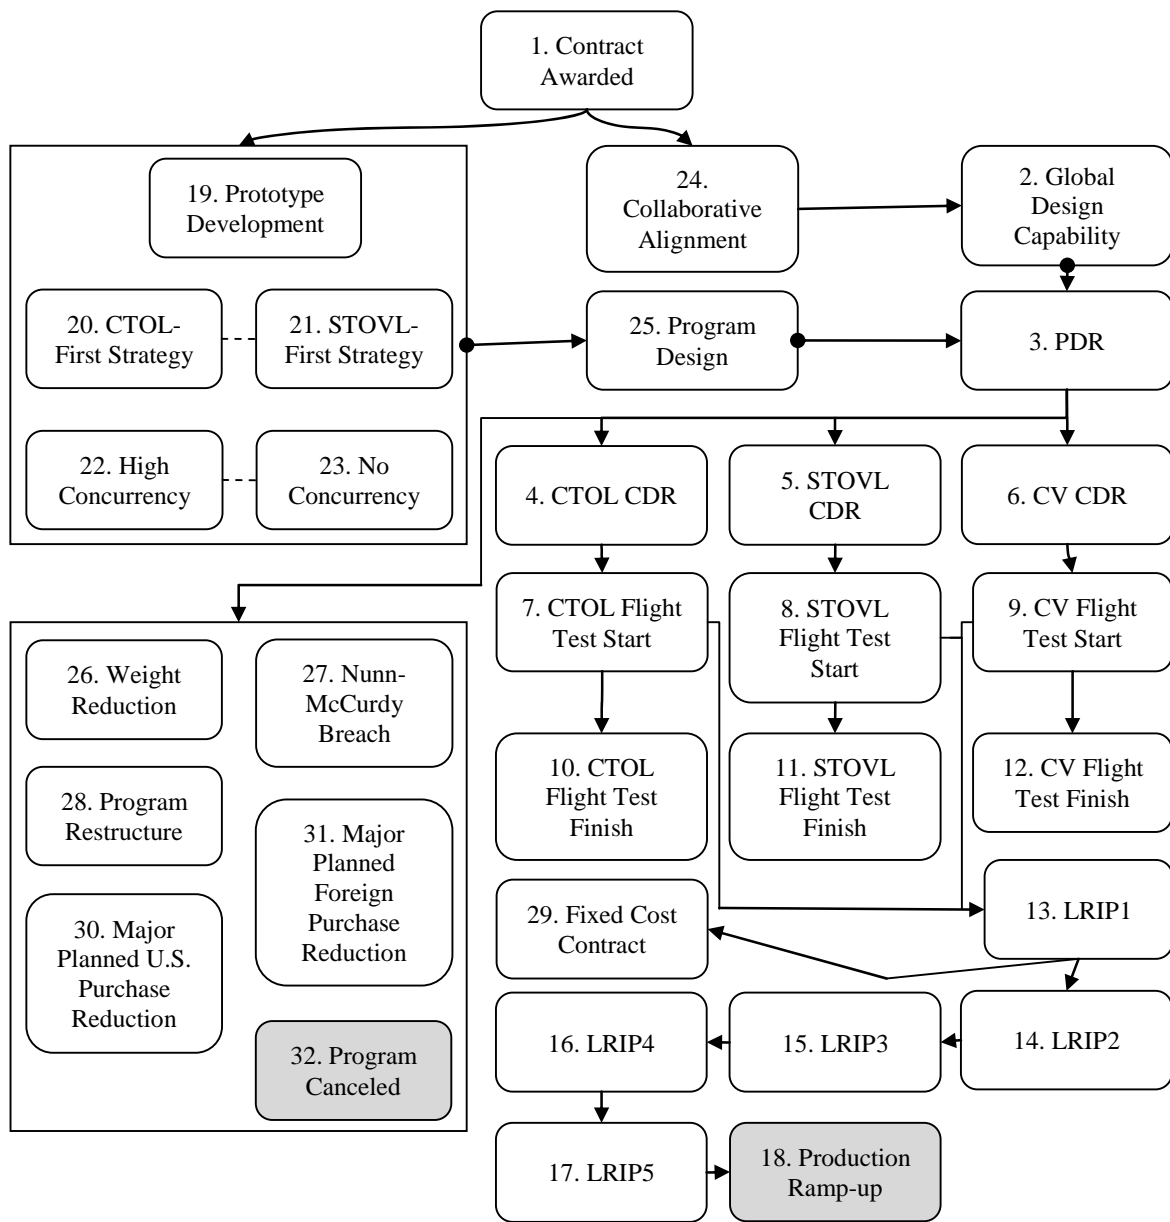 1. Contract
Awarded
19. Prototype
Development
24.
Collaborative
Alignment
2. Global
Design
Capability
20. CTOL-
First Strategy
21. STOVL-
First Strategy
25. Program
Design
3. PDR
22. High
Concurrency
23. No
Concurrency
4. CTOL CDR
5. STOVL
CDR
6. CV CDR
7. CTOL Flight
Test Start
8. STOVL
Flight Test
Start
9. CV Flight
Test Start
26. Weight
Reduction
27. Nunn-
McCurdy
Breach
10. CTOL
Flight Test
Finish
11. STOVL
Flight Test
Finish
12. CV Flight
Test Finish
28. Program
Restructure
31. Major
Planned
Foreign
Purchase
Reduction
29. Fixed Cost
Contract
13. LRIP1
30. Major
Planned U.S.
Purchase
Reduction
16. LRIP4
15. LRIP3
14. LRIP2
32. Program
Canceled
17. LRIP5
18. Production
Ramp-up